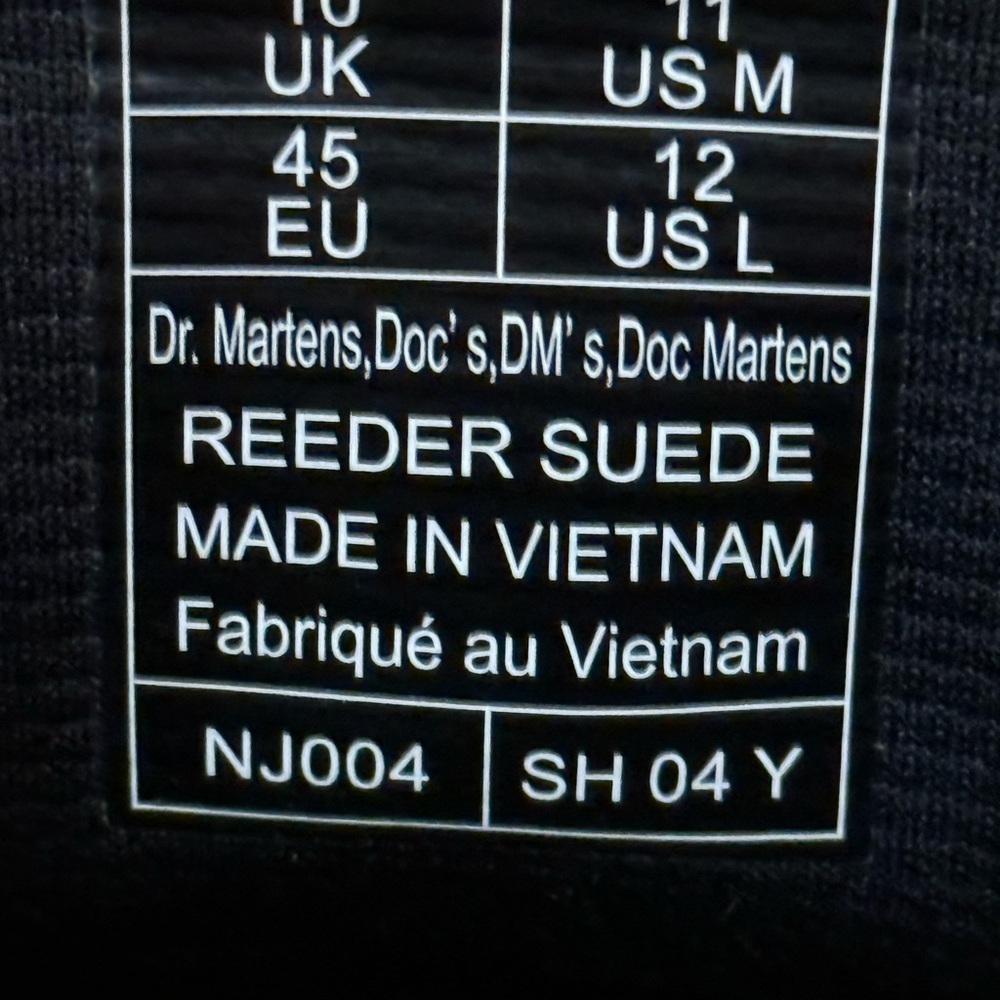 10
11
UK
US M
45
12
EU
US L
Dr. Martens,Doc's,DM's,Doc Martens
REEDER SUEDE
MADE IN VIETNAM
Fabriqué au Vietnam
NJ004
SH 04 Y